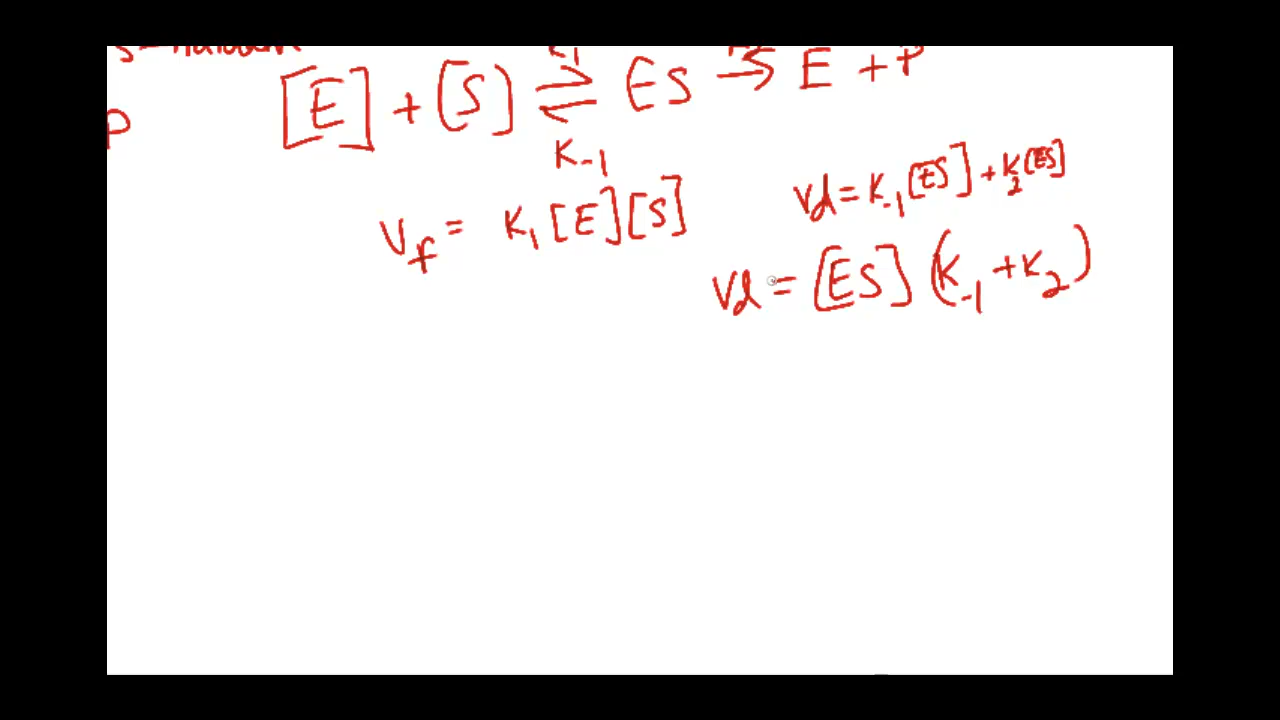 [E] + [S] ⇌ ES → E + P
P
K-1
Vf = K1 [E][S]
Vd = K-1 [ES] + K2 [ES]
Vd = [ES] (K-1 + K2)